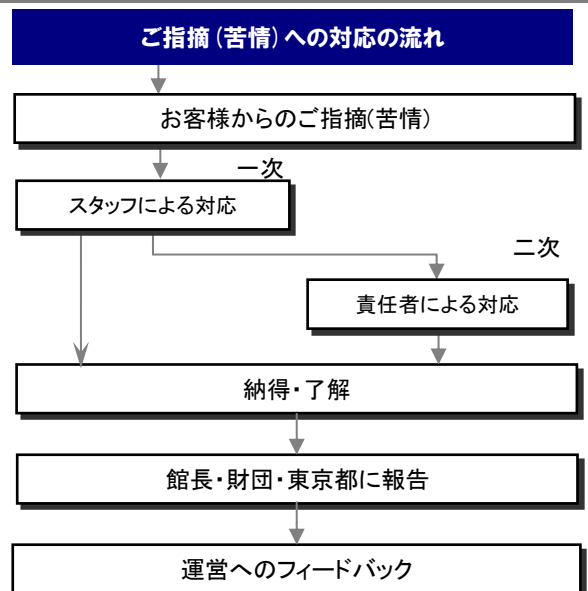 ご指摘（苦情）への対応の流れ
お客様からのご指摘(苦情）
一次
スタッフによる対応
二次
責任者による対応
納得・了解
館長・財団・東京都に報告
運営へのフィードバック